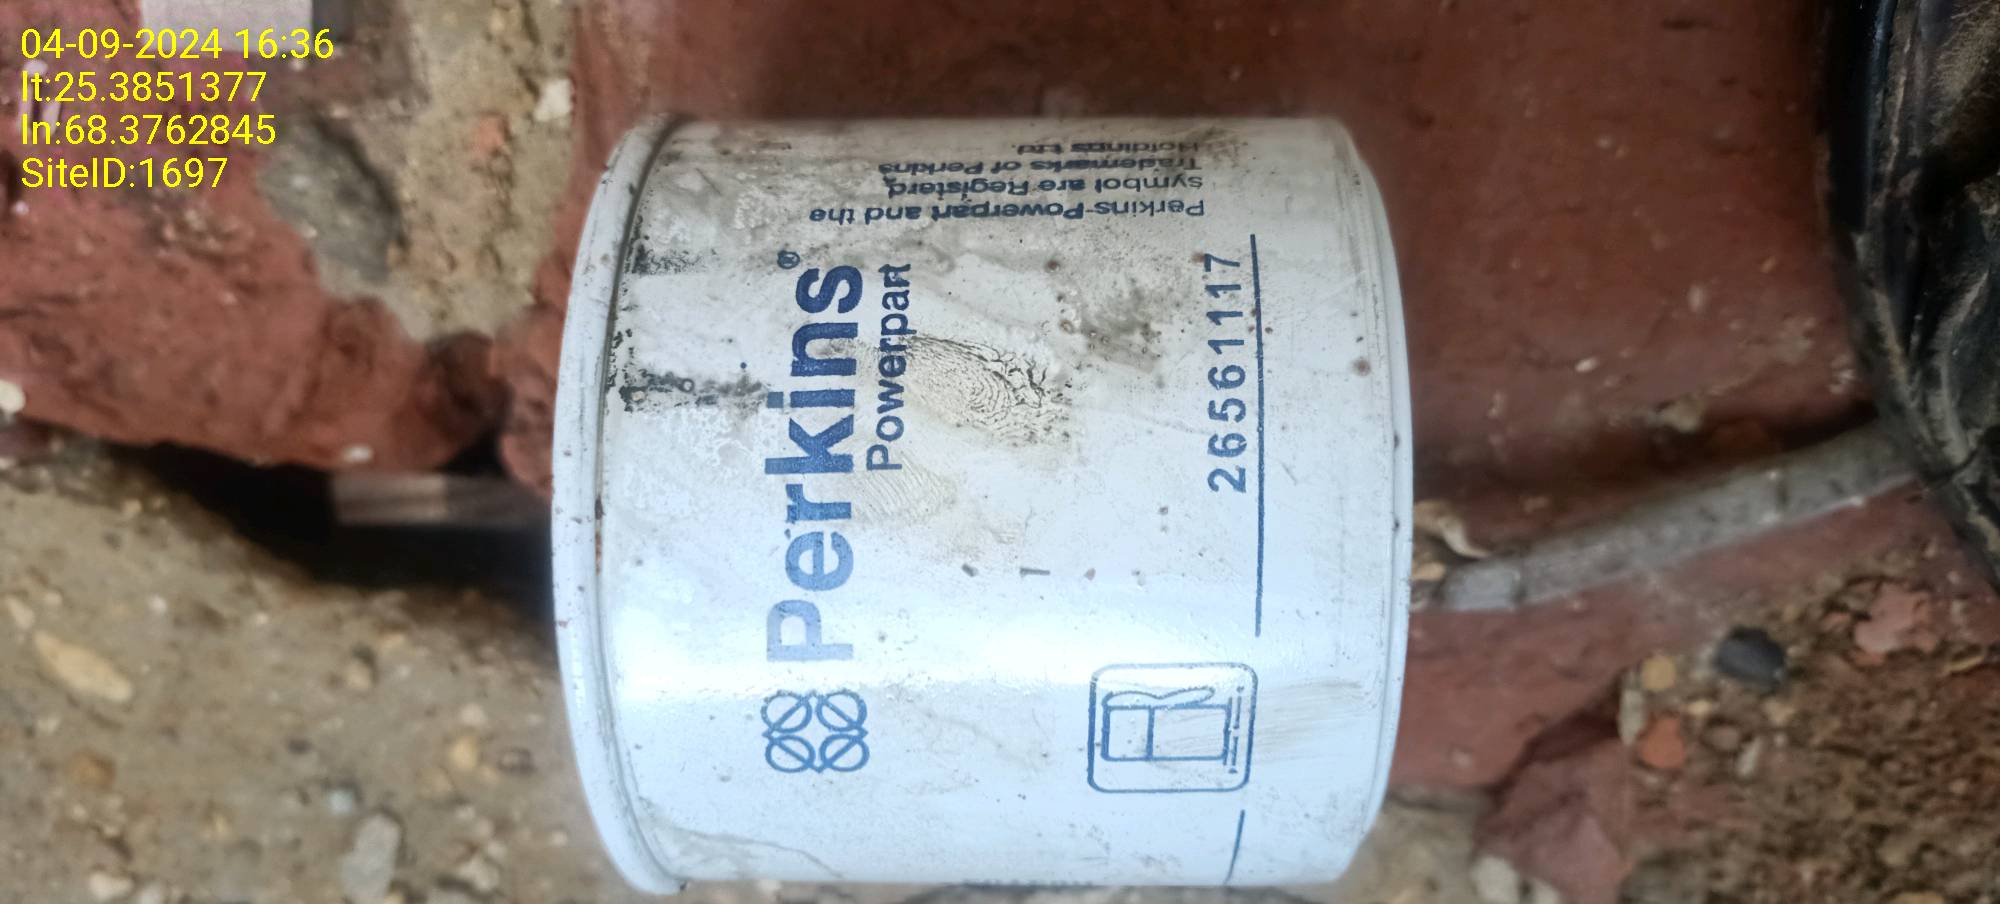 04-09-2024 16:36
lt:25.3851377
ln:68.3762845
SiteID:1697
Perkins®
Powerpart
26561117
Perkins-Powerpart and the
symbol are Registerd
Trademarks of Perkins
Holdings Ltd.